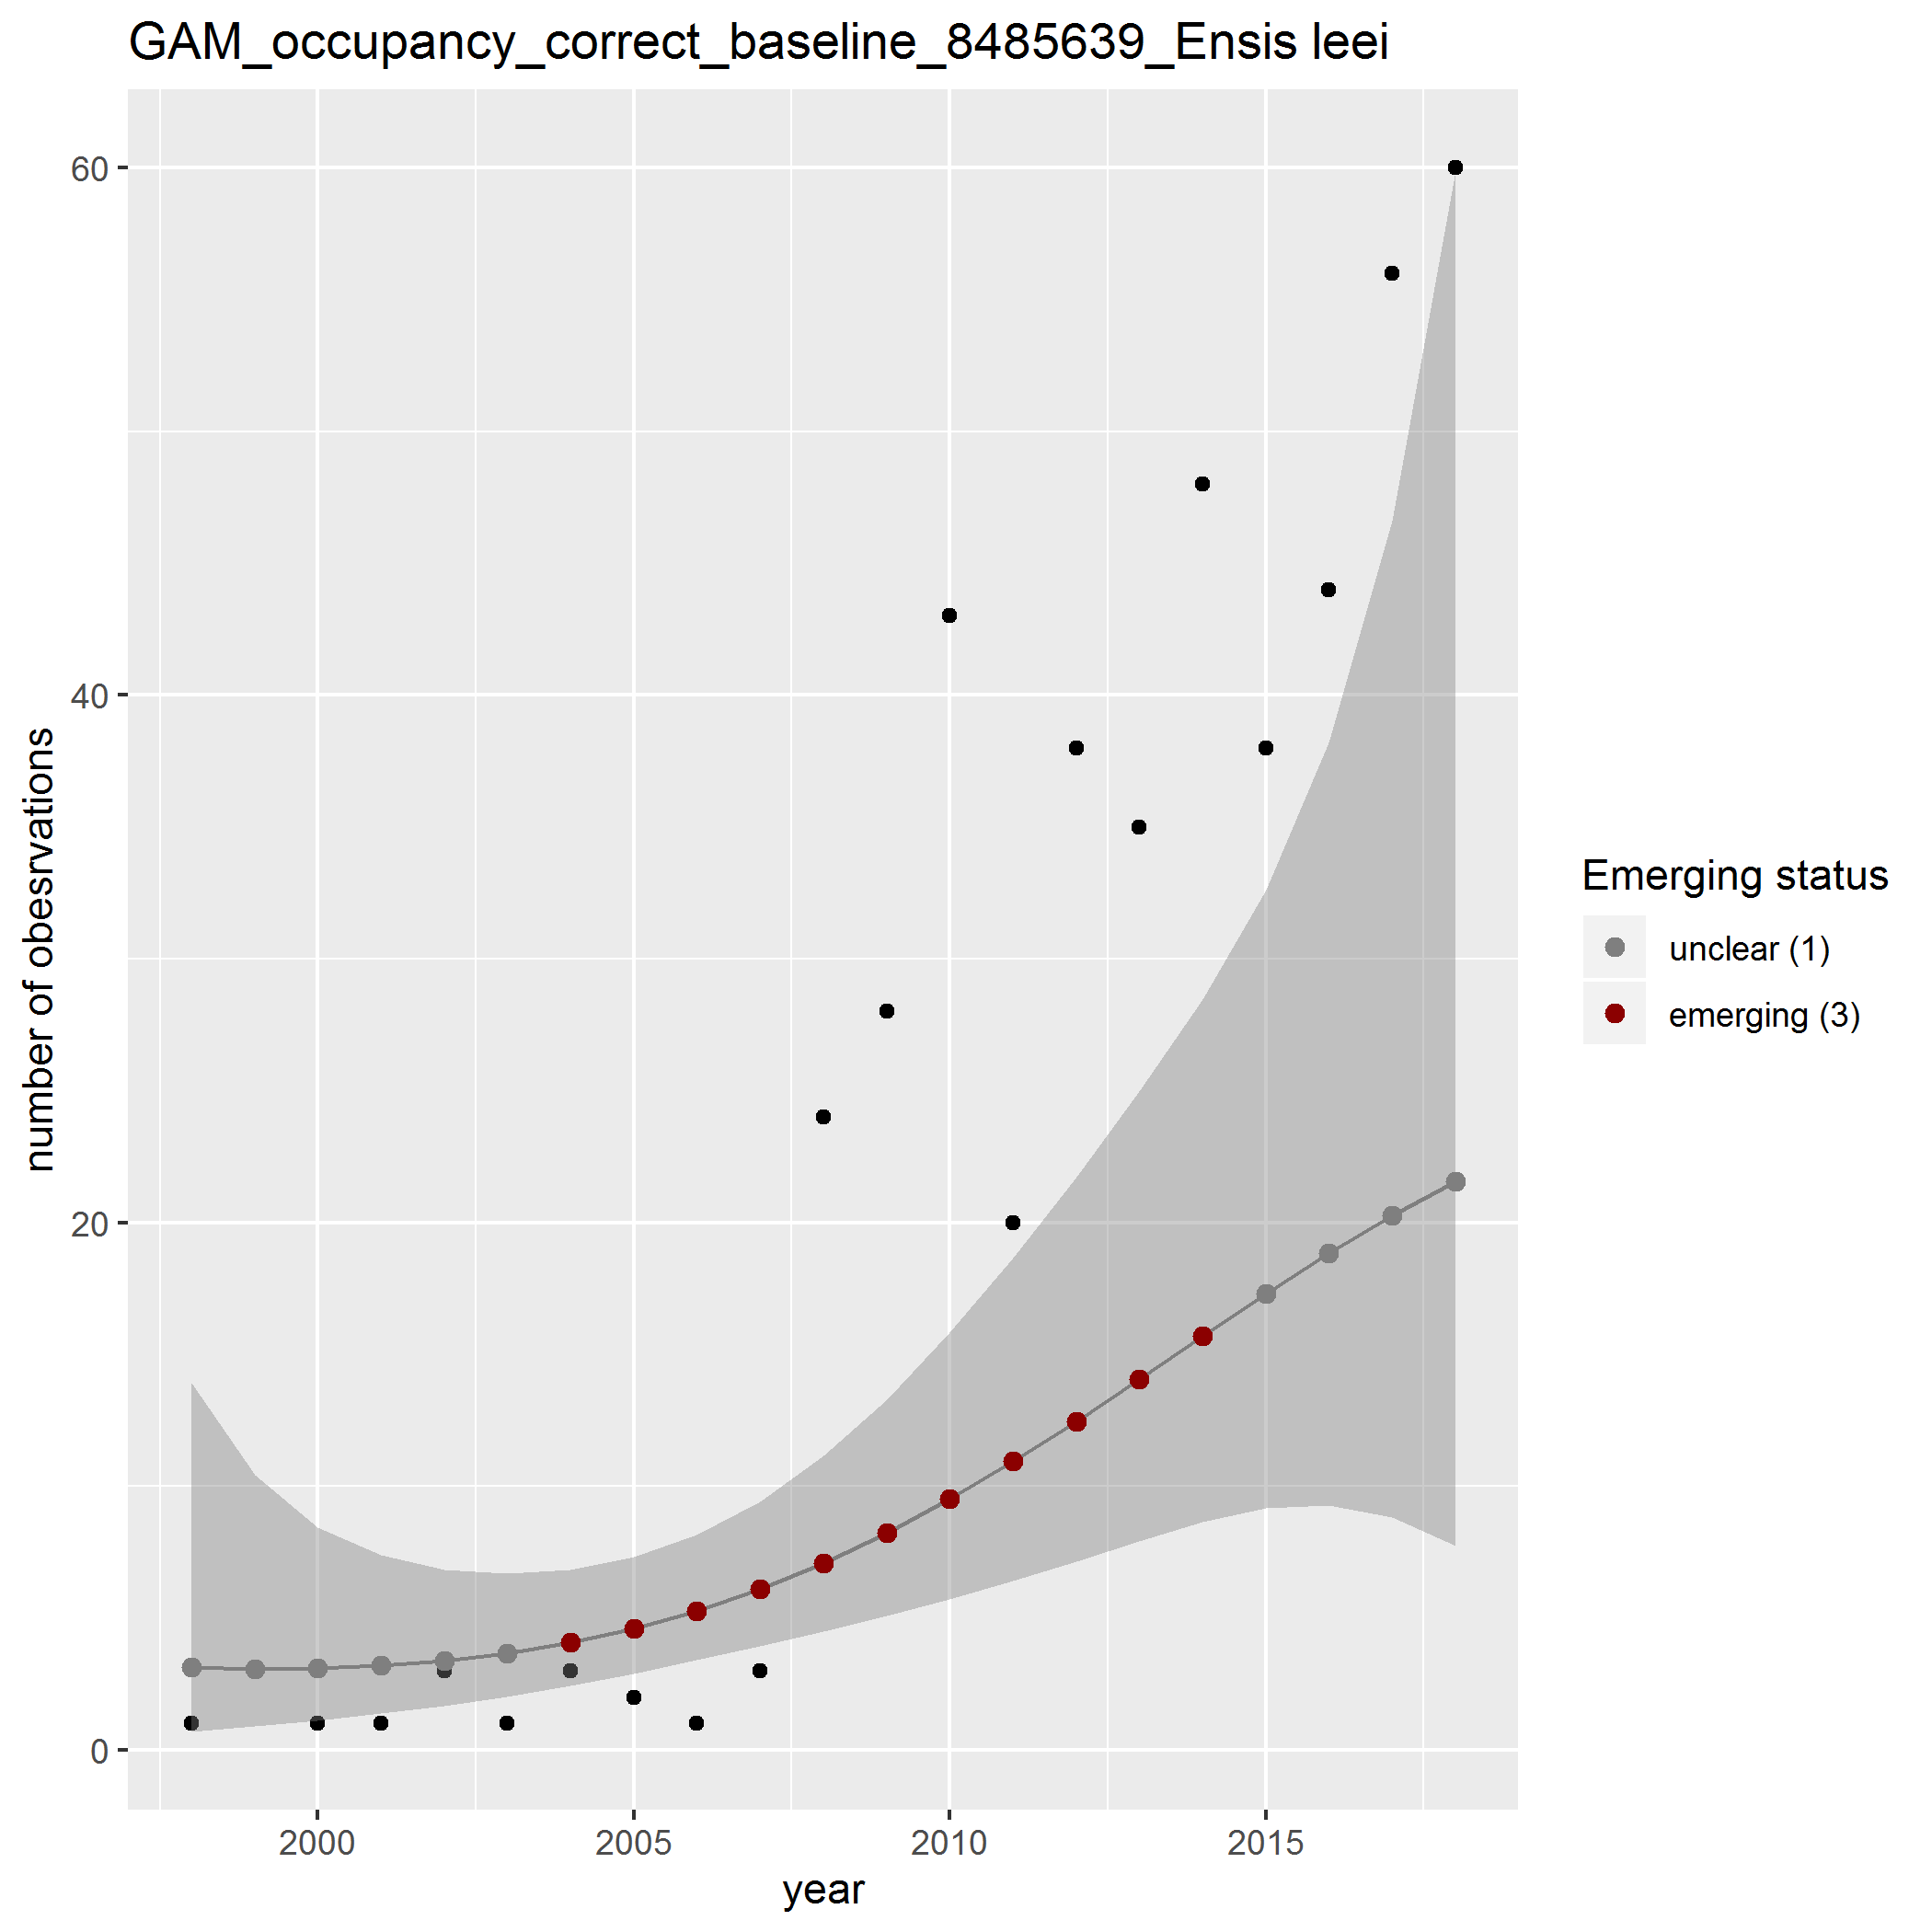 GAM_occupancy_correct_baseline_8485639_Ensis leei
60
40
20
0
number of obesrvations
2000 2005 2010 2015
year
Emerging status
unclear (1)
emerging (3)